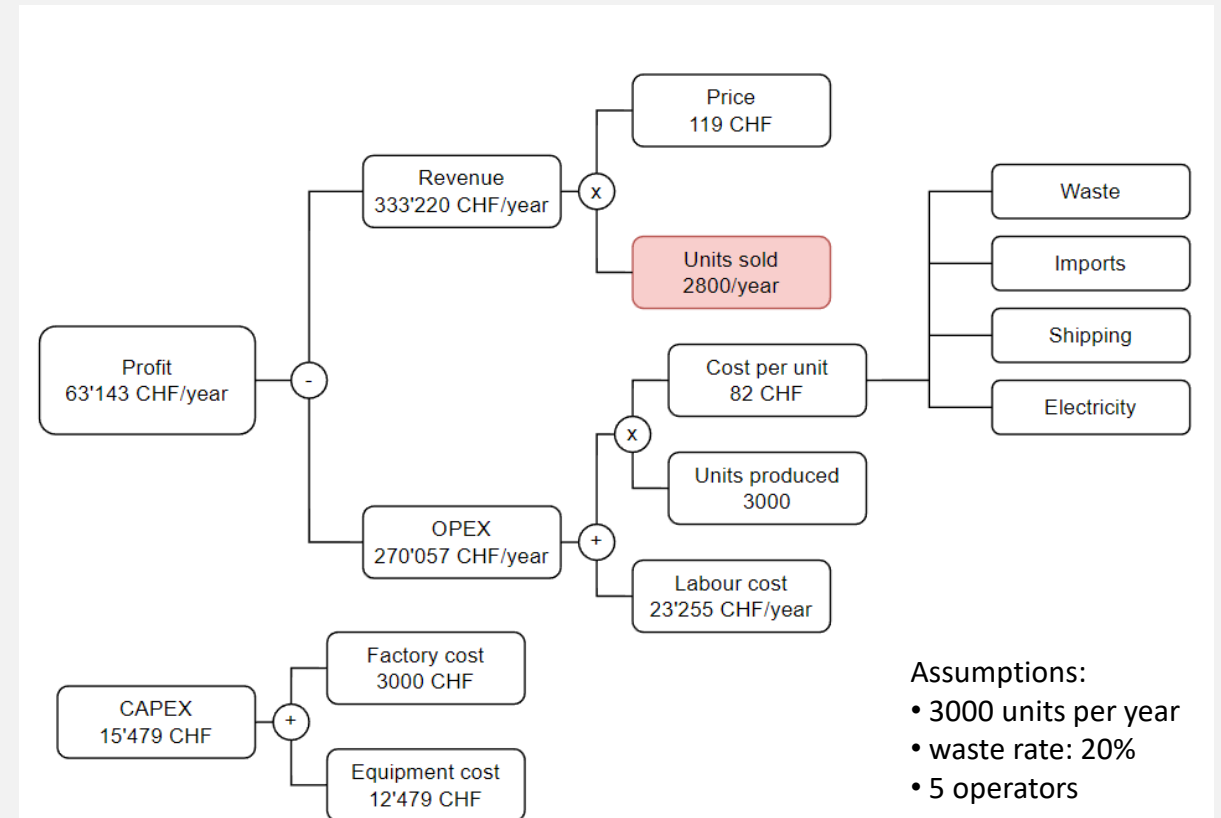 Price
119 CHF
Revenue
333'220 CHF/year
x
Units sold
2800/year
Waste
Imports
Shipping
Electricity
Profit
63'143 CHF/year
-
Cost per unit
82 CHF
x
Units produced
3000
OPEX
270'057 CHF/year
+
Labour cost
23'255 CHF/year
Factory cost
3000 CHF
CAPEX
15'479 CHF
+
Equipment cost
12'479 CHF
Assumptions:
• 3000 units per year
• waste rate: 20%
• 5 operators